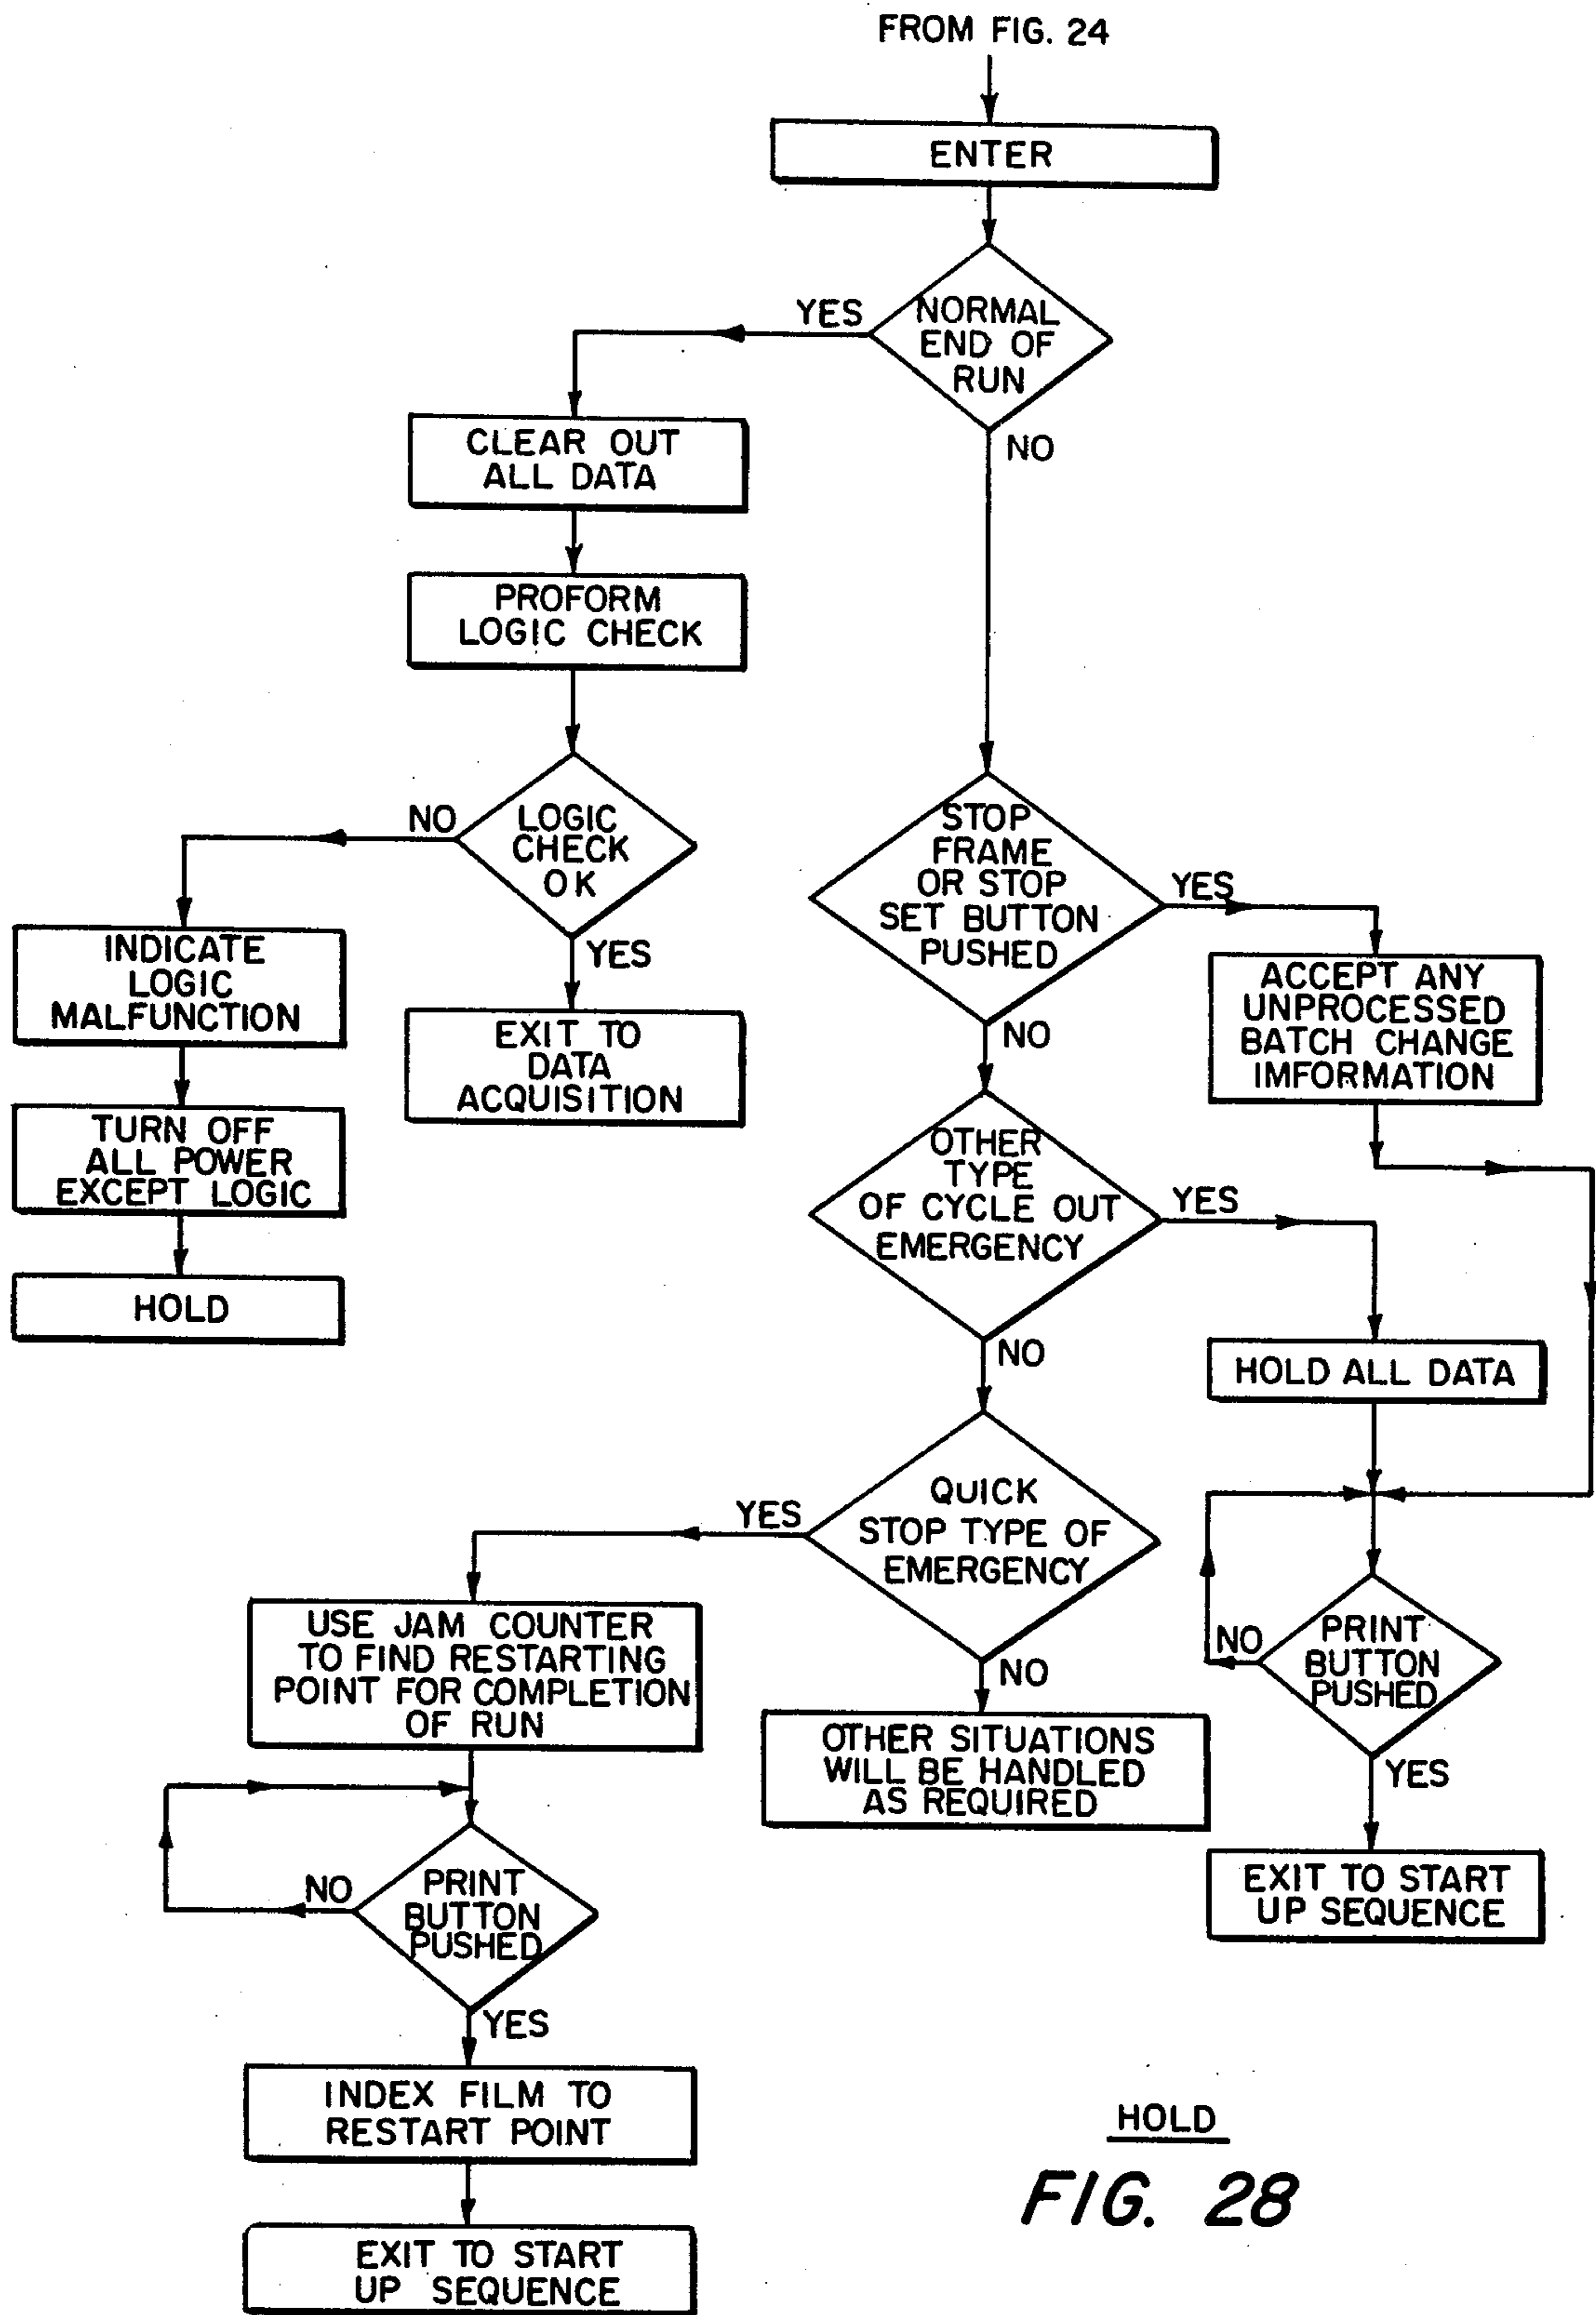 FROM FIG. 24
ENTER
NORMAL
END OF
RUN
YES
NO
CLEAR OUT
ALL DATA
PROFORM
LOGIC CHECK
LOGIC
CHECK
OK
NO
YES
INDICATE
LOGIC
MALFUNCTION
TURN OFF
ALL POWER
EXCEPT LOGIC
HOLD
EXIT TO
DATA
ACQUISITION
STOP
FRAME
OR STOP
SET BUTTON
PUSHED
YES
NO
ACCEPT ANY
UNPROCESSED
BATCH CHANGE
IMFORMATION
OTHER
TYPE
OF CYCLE OUT
EMERGENCY
YES
NO
HOLD ALL DATA
QUICK
STOP TYPE OF
EMERGENCY
YES
NO
PRINT
BUTTON
PUSHED
NO
YES
EXIT TO START
UP SEQUENCE
OTHER SITUATIONS
WILL BE HANDLED
AS REQUIRED
USE JAM COUNTER
TO FIND RESTARTING
POINT FOR COMPLETION
OF RUN
PRINT
BUTTON
PUSHED
NO
YES
INDEX FILM TO
RESTART POINT
EXIT TO START
UP SEQUENCE
HOLD
FIG. 28